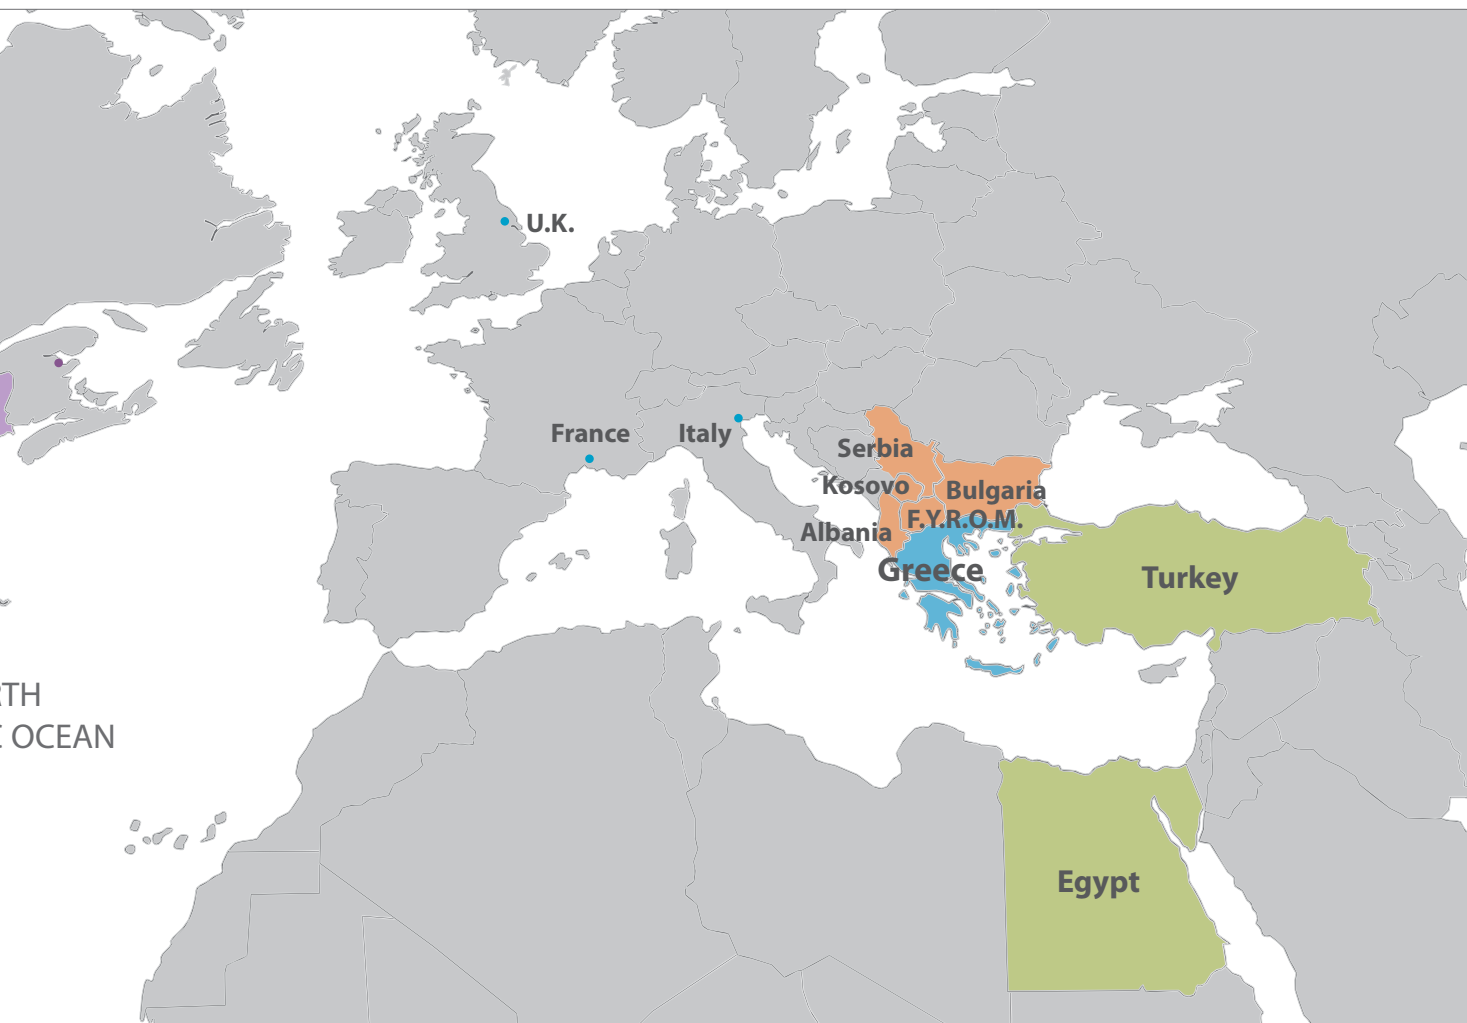 U.K.
France
Italy
Serbia
Kosovo
Bulgaria
F.Y.R.O.M.
Albania
Greece
Turkey
RTH
OCEAN
Egypt